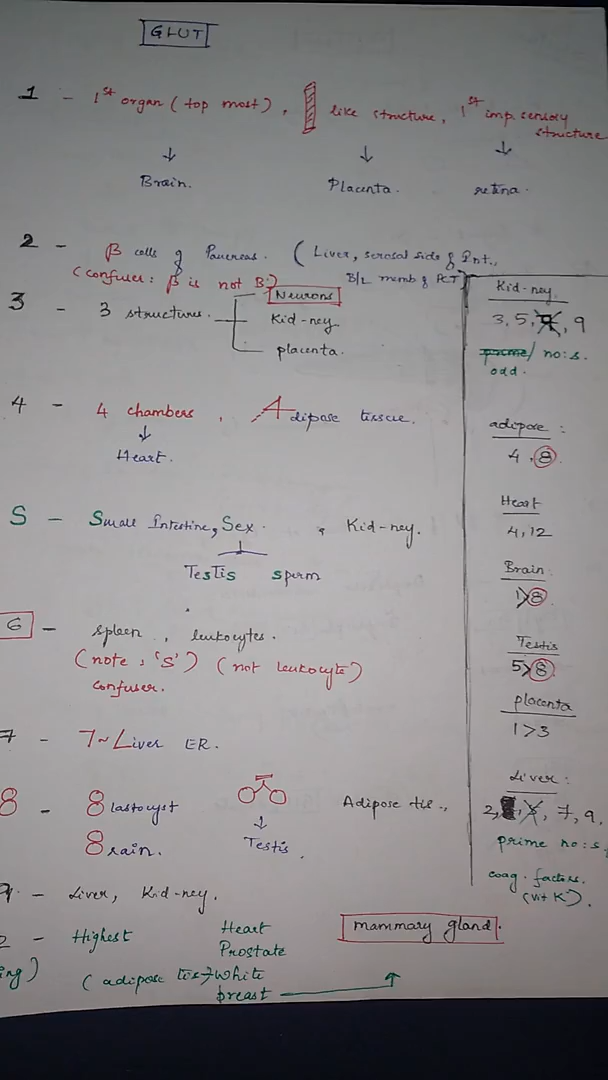 GLUT
1 - 1st organ (top most), like structure, 1st imp. sensory structure
Brain. Placenta. retina.
2 - β cells of Pancreas. (Liver, serosal side of Int.,
(confuser: β is not B.) B/L memb of PCT)
3 - 3 structures. Neurons
Kid-ney
placenta.
4 - 4 chambers, Adipose tissue.
Heart.
5 - Small Intestine, Sex. Kid-ney.
Testis sperm
6 - spleen, leukocytes.
(note : 'S') (not leukocyte)
confuser.
7 - 7~Liver ER.
8 - 8lastocyst Adipose tis.,
8rain. Testis.
9 - Liver, Kid-ney.
2 - Highest Heart
Prostate
ing) (adipose tis→white
breast
mammary gland.
Kid-ney
3, 5, 7, 9
prime/ no:s.
odd.
adipose :
4, 8
Heart
4, 12
Brain:
1>8
Testis
5>8
placenta
1>3
Liver :
2, 7, 9,
prime no:s.
coag. factors.
(vit K).